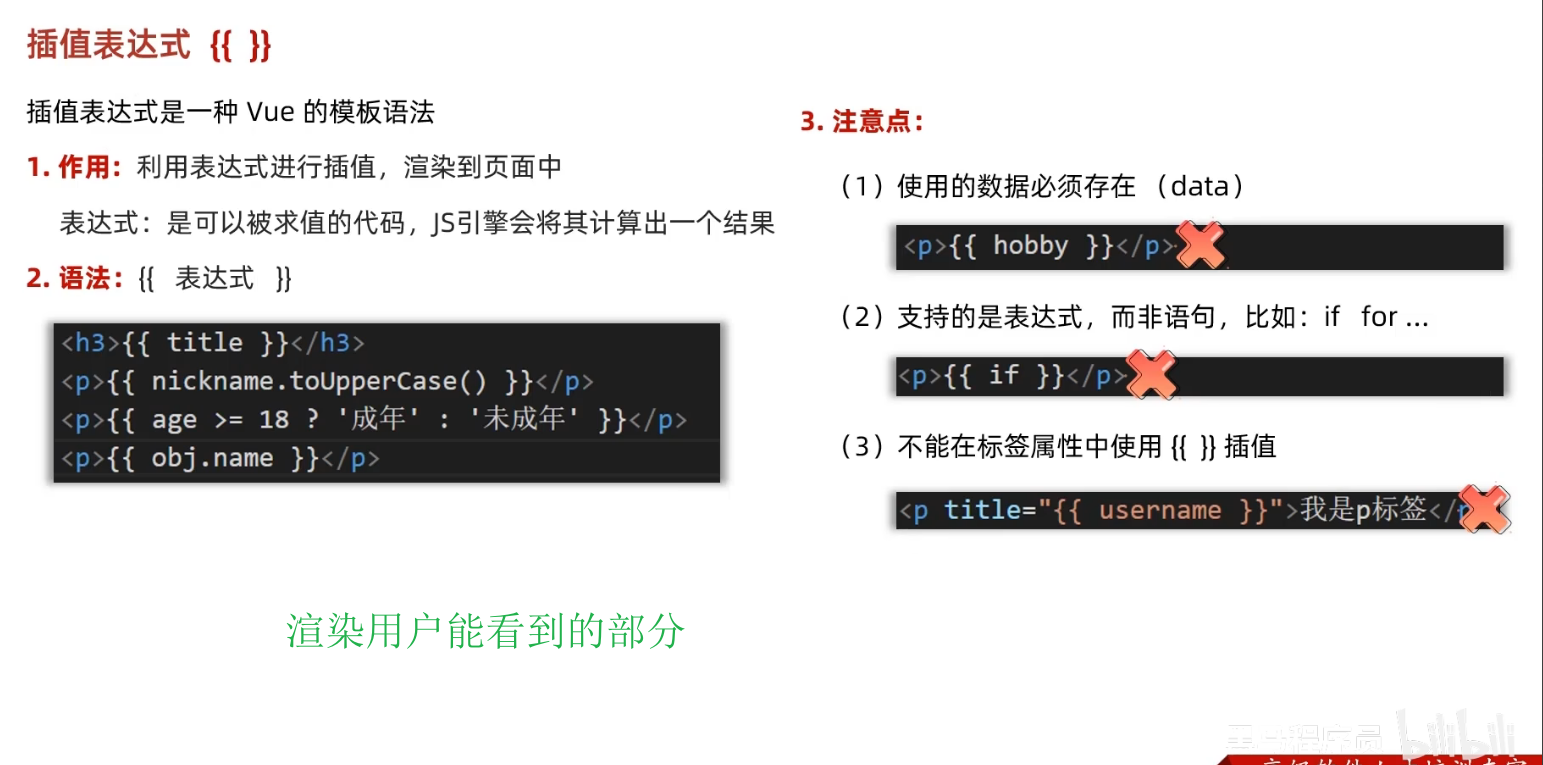 插值表达式 {{ }}
插值表达式是一种 Vue 的模板语法
1. 作用：利用表达式进行插值，渲染到页面中
表达式：是可以被求值的代码，JS引擎会将其计算出一个结果
2. 语法：{{ 表达式 }}
<h3>{{ title }}</h3>
<p>{{ nickname.toUpperCase() }}</p>
<p>{{ age >= 18 ? '成年' : '未成年' }}</p>
<p>{{ obj.name }}</p>
渲染用户能看到的部分
3. 注意点：
（1）使用的数据必须存在 （data）
<p>{{ hobby }}</p>
（2）支持的是表达式，而非语句，比如：if for ...
<p>{{ if }}</p>
（3）不能在标签属性中使用 {{ }} 插值
<p title="{{ username }}">我是p标签</p
bilibili